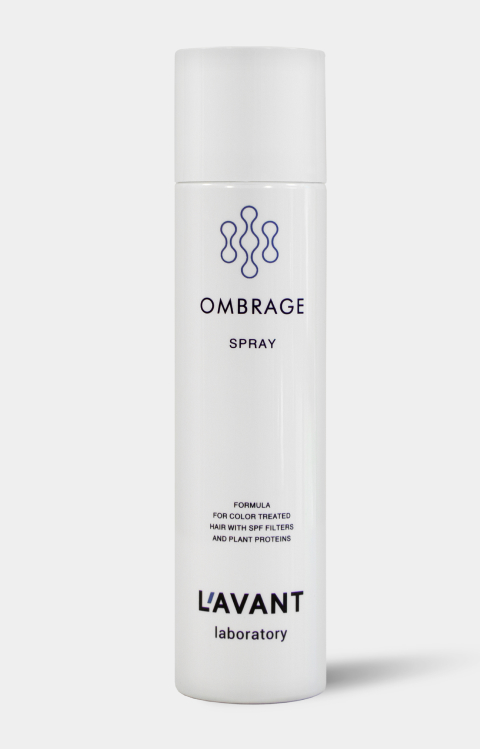 OMBRAGE
SPRAY
FORMULA
FOR COLOR TREATED
HAIR WITH SPF FILTERS
AND PLANT PROTEINS
L'AVANT
laboratory